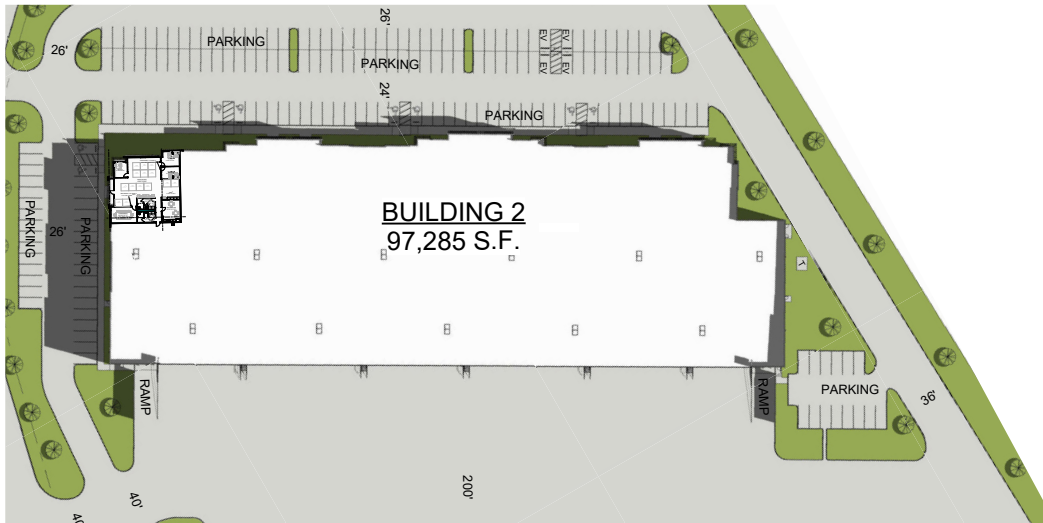 26'
26'
PARKING
PARKING
EV
EV
EV
EV
24'
PARKING
PARKING
26'
PARKING
BUILDING 2
97,285 S.F.
T
RAMP
RAMP
PARKING
36'
200'
40'
40'